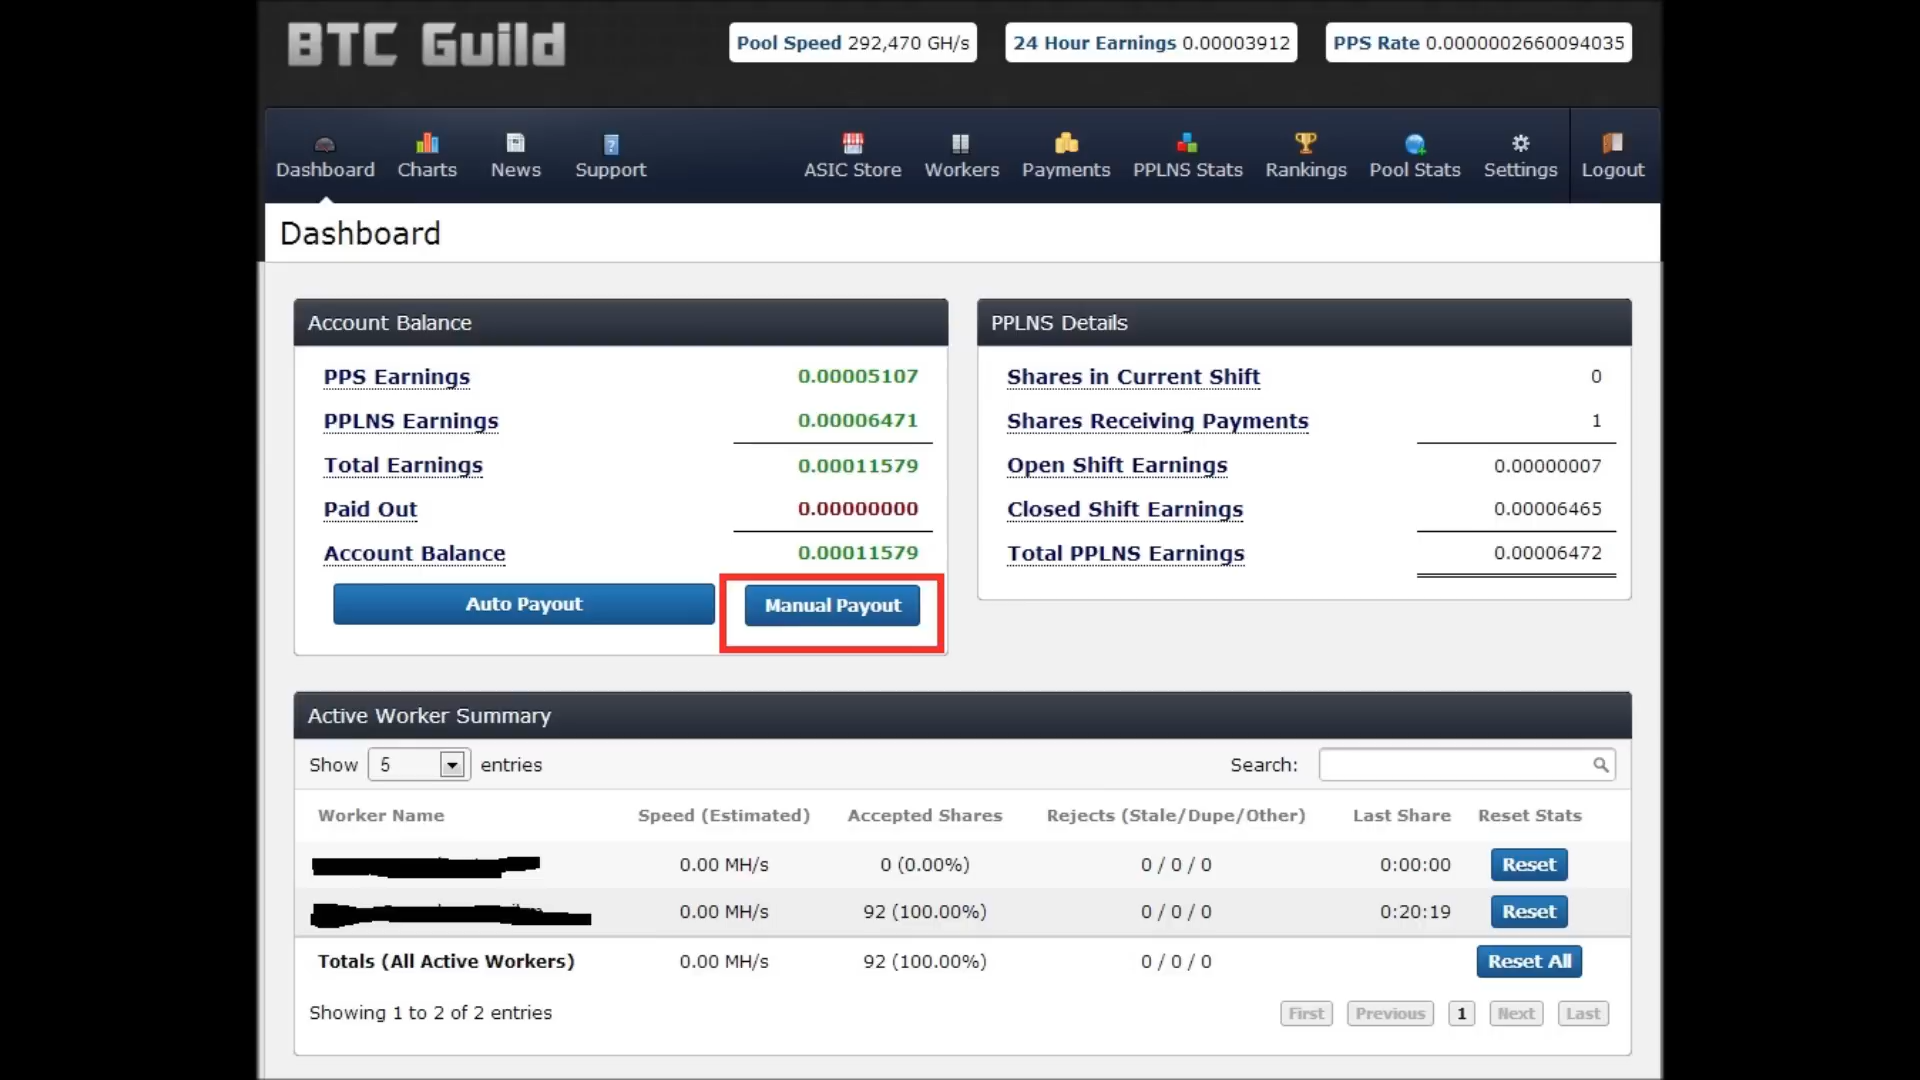 BTC Guild
Pool Speed 292,470 GH/s
24 Hour Earnings 0.00003912
PPS Rate 0.0000002660094035
Dashboard
Charts
News
Support
ASIC Store
Workers
Payments
PPLNS Stats
Rankings
Pool Stats
Settings
Logout
Dashboard
Account Balance
PPS Earnings 0.00005107
PPLNS Earnings 0.00006471
Total Earnings 0.00011579
Paid Out 0.00000000
Account Balance 0.00011579
Auto Payout
Manual Payout
PPLNS Details
Shares in Current Shift 0
Shares Receiving Payments 1
Open Shift Earnings 0.00000007
Closed Shift Earnings 0.00006465
Total PPLNS Earnings 0.00006472
Active Worker Summary
Show 5 entries
Search:
Worker Name Speed (Estimated) Accepted Shares Rejects (Stale/Dupe/Other) Last Share Reset Stats
0.00 MH/s 0 (0.00%) 0 / 0 / 0 0:00:00 Reset
0.00 MH/s 92 (100.00%) 0 / 0 / 0 0:20:19 Reset
Totals (All Active Workers) 0.00 MH/s 92 (100.00%) 0 / 0 / 0 Reset All
Showing 1 to 2 of 2 entries
First Previous 1 Next Last